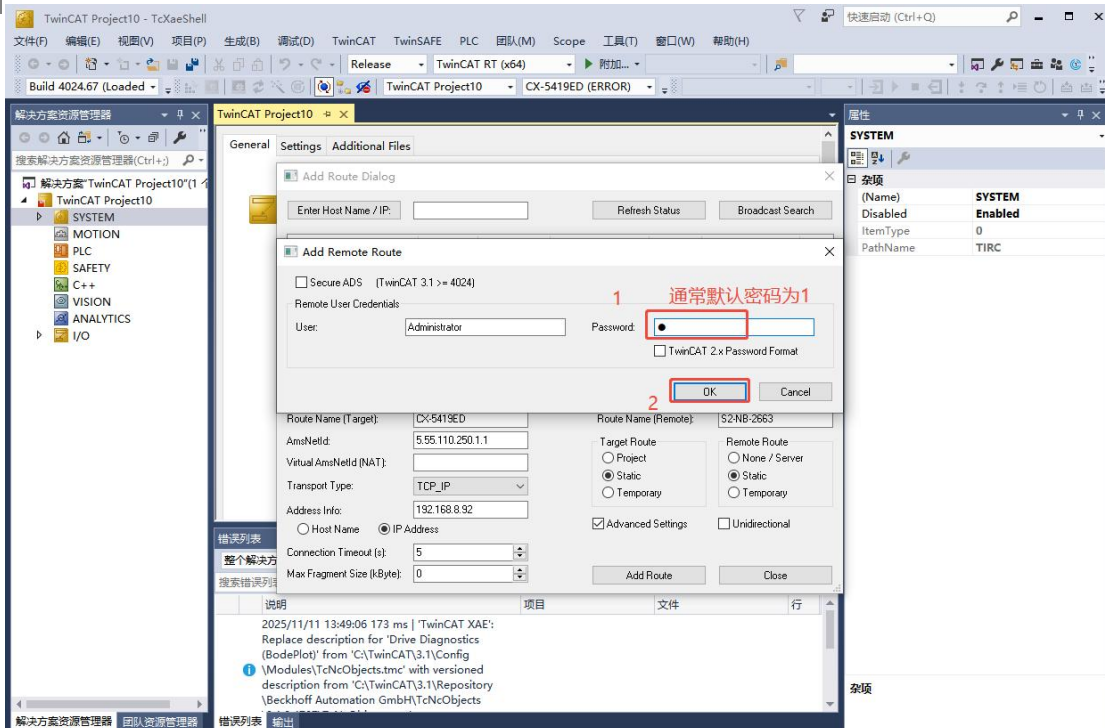 TwinCAT Project10 - TcXaeShell
快速启动 (Ctrl+Q)
文件(F) 编辑(E) 视图(V) 项目(P) 生成(B) 调试(D) TwinCAT TwinSAFE PLC 团队(M) Scope 工具(T) 窗口(W) 帮助(H)
Release TwinCAT RT (x64) 附加...
Build 4024.67 (Loaded TwinCAT Project10 CX-5419ED (ERROR)
解决方案资源管理器
搜索解决方案资源管理器(Ctrl+;)
解决方案"TwinCAT Project10"(1 个
TwinCAT Project10
SYSTEM
MOTION
PLC
SAFETY
C++
VISION
ANALYTICS
I/O
解决方案资源管理器 团队资源管理器
TwinCAT Project10
General Settings Additional Files
Add Route Dialog
Enter Host Name / IP: Refresh Status Broadcast Search
Add Remote Route
Secure ADS (TwinCAT 3.1 >= 4024)
Remote User Credentials
1 通常默认密码为1
User: Administrator Password: ●
TwinCAT 2.x Password Format
2 OK Cancel
Route Name (Target): CX-5419ED Route Name (Remote): S2-NB-2663
AmsNetId: 5.55.110.250.1.1 Target Route Remote Route
Virtual AmsNetId (NAT): Project None / Server
Transport Type: TCP_IP Static Static
Address Info: 192.168.8.92 Temporary Temporary
Host Name IP Address Advanced Settings Unidirectional
Connection Timeout (s): 5
Max Fragment Size (kByte): 0 Add Route Close
错误列表
整个解决方
搜索错误列
说明 项目 文件 行
2025/11/11 13:49:06 173 ms | 'TwinCAT XAE':
Replace description for 'Drive Diagnostics
(BodePlot)' from 'C:\TwinCAT\3.1\Config
\Modules\TcNcObjects.tmc' with versioned
description from 'C:\TwinCAT\3.1\Repository
\Beckhoff Automation GmbH\TcNcObjects
错误列表 输出
属性
SYSTEM
杂项
(Name) SYSTEM
Disabled Enabled
ItemType 0
PathName TIRC
杂项